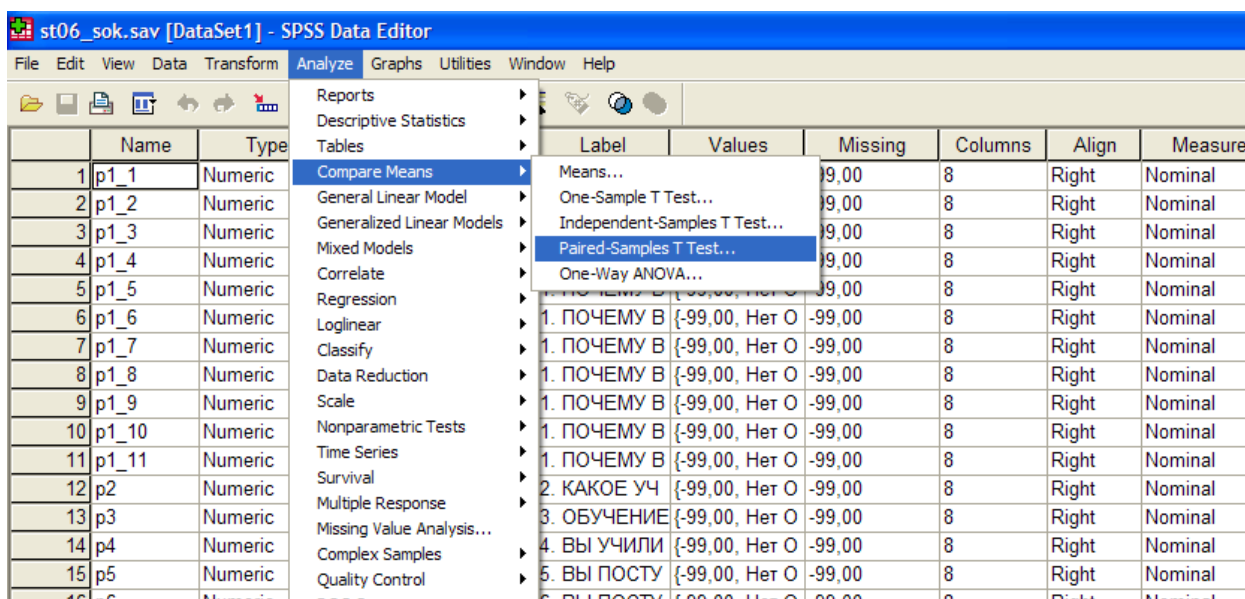 st06_sok.sav [DataSet1] - SPSS Data Editor
File Edit View Data Transform Analyze Graphs Utilities Window Help
Reports
Descriptive Statistics
Tables
Compare Means
General Linear Model
Generalized Linear Models
Mixed Models
Correlate
Regression
Loglinear
Classify
Data Reduction
Scale
Nonparametric Tests
Time Series
Survival
Multiple Response
Missing Value Analysis...
Complex Samples
Quality Control
Means...
One-Sample T Test...
Independent-Samples T Test...
Paired-Samples T Test...
One-Way ANOVA...
Name Type Label Values Missing Columns Align Measure
1 p1_1 Numeric 99,00 8 Right Nominal
2 p1_2 Numeric 99,00 8 Right Nominal
3 p1_3 Numeric 99,00 8 Right Nominal
4 p1_4 Numeric 99,00 8 Right Nominal
5 p1_5 Numeric 99,00 8 Right Nominal
6 p1_6 Numeric 1. ПОЧЕМУ В {-99,00, Нет О -99,00 8 Right Nominal
7 p1_7 Numeric 1. ПОЧЕМУ В {-99,00, Нет О -99,00 8 Right Nominal
8 p1_8 Numeric 1. ПОЧЕМУ В {-99,00, Нет О -99,00 8 Right Nominal
9 p1_9 Numeric 1. ПОЧЕМУ В {-99,00, Нет О -99,00 8 Right Nominal
10 p1_10 Numeric 1. ПОЧЕМУ В {-99,00, Нет О -99,00 8 Right Nominal
11 p1_11 Numeric 1. ПОЧЕМУ В {-99,00, Нет О -99,00 8 Right Nominal
12 p2 Numeric 2. КАКОЕ УЧ {-99,00, Нет О -99,00 8 Right Nominal
13 p3 Numeric 3. ОБУЧЕНИЕ {-99,00, Нет О -99,00 8 Right Nominal
14 p4 Numeric 4. ВЫ УЧИЛИ {-99,00, Нет О -99,00 8 Right Nominal
15 p5 Numeric 5. ВЫ ПОСТУ {-99,00, Нет О -99,00 8 Right Nominal